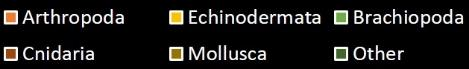 Arthropoda Echinodermata Brachiopoda
Cnidaria Mollusca Other